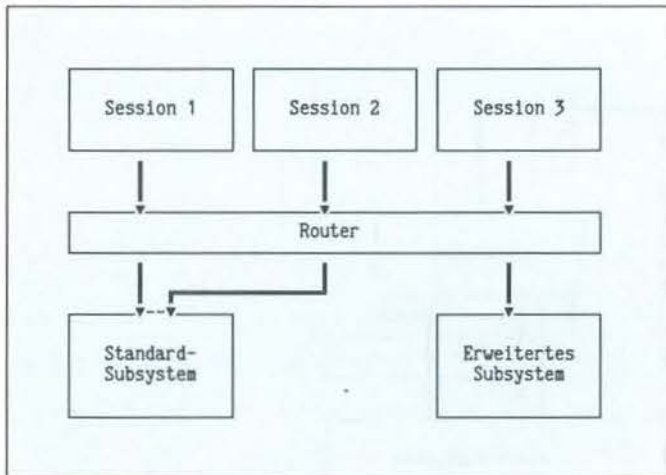 Session 1
Session 2
Session 3
Router
Standard-
Subsystem
Erweitertes
Subsystem